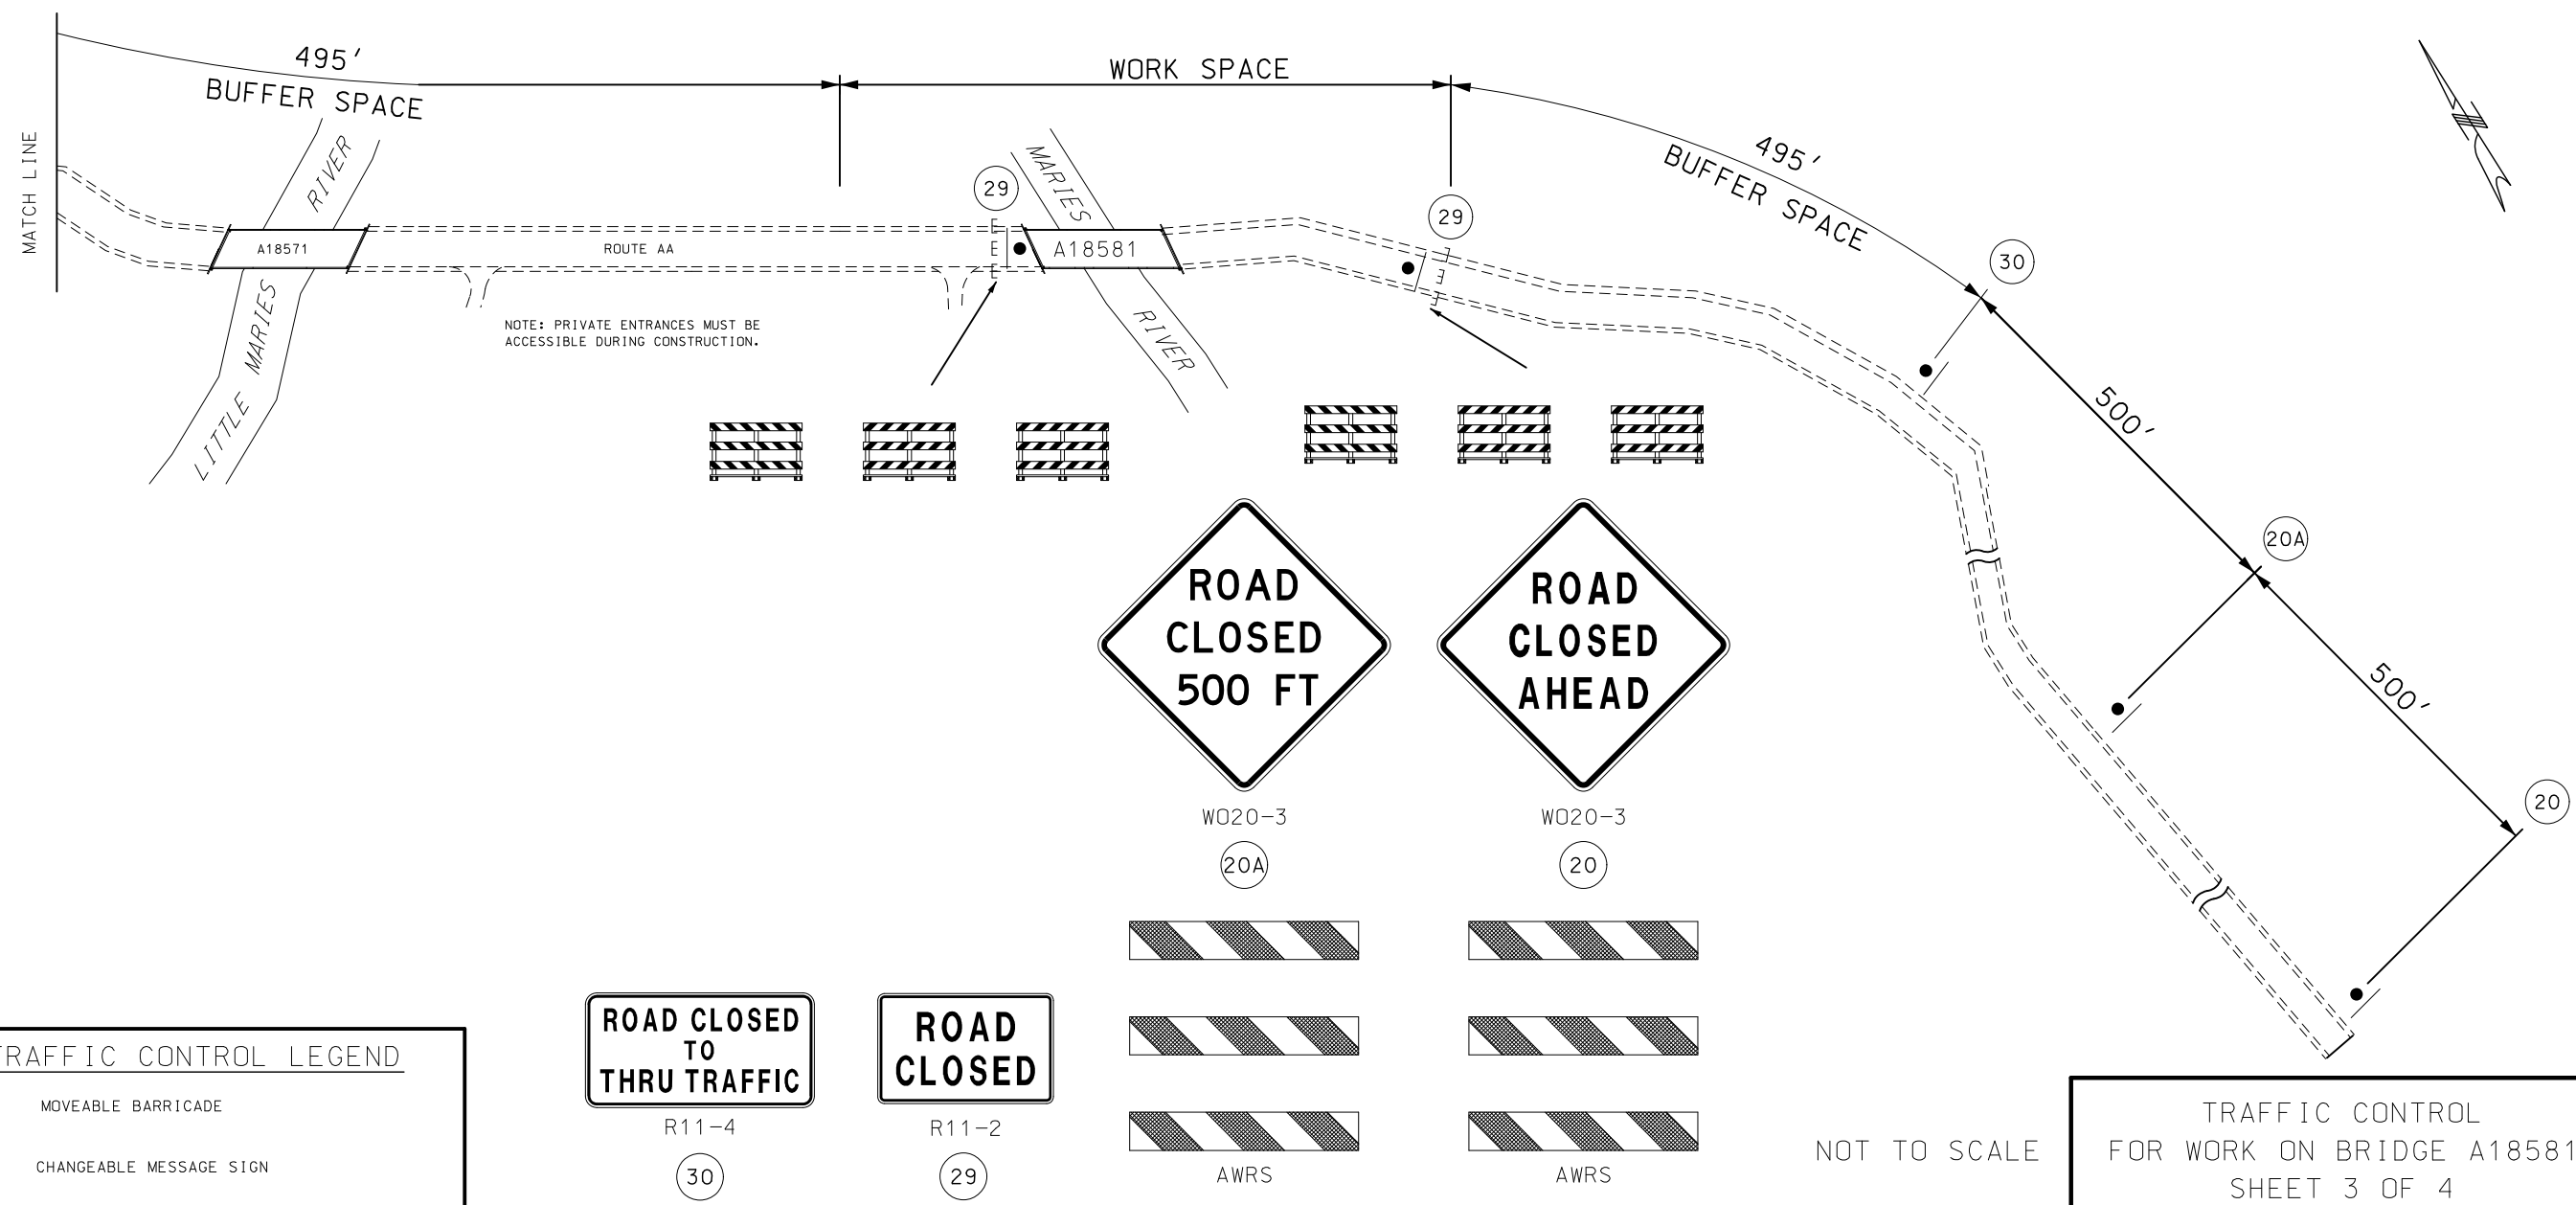 495'
BUFFER SPACE
WORK SPACE
495'
BUFFER SPACE
MATCH LINE
RIVER
MARIES
29
29
30
A18571
ROUTE AA
A18581
NOTE: PRIVATE ENTRANCES MUST BE
ACCESSIBLE DURING CONSTRUCTION.
LITTLE MARIES
RIVER
500'
20A
500'
20
ROAD
CLOSED
500 FT
WO20-3
20A
ROAD
CLOSED
AHEAD
WO20-3
20
TRAFFIC CONTROL LEGEND
MOVEABLE BARRICADE
CHANGEABLE MESSAGE SIGN
ROAD CLOSED
TO
THRU TRAFFIC
R11-4
30
ROAD
CLOSED
R11-2
29
AWRS
AWRS
NOT TO SCALE
TRAFFIC CONTROL
FOR WORK ON BRIDGE A18581
SHEET 3 OF 4